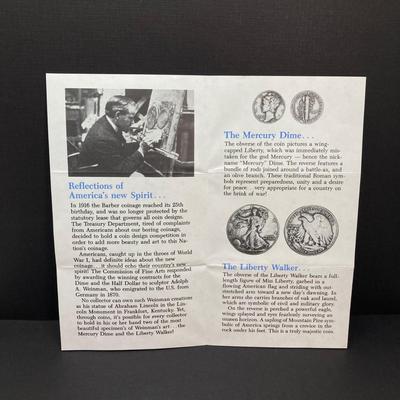 Reflections of
America's new Spirit . . .
In 1916 the Barber coinage reached its 25th
birthday, and was no longer protected by the
statutory lease that governs all coin designs.
The Treasury Department, tired of complaints
from Americans about our boring coinage,
decided to hold a coin design competition in
order to add more beauty and art to this Na-
tion's coinage.
Americans, caught up in the throes of World
War I, had definite ideas about the new
coinage. . . it should echo their country's new
spirit! The Commission of Fine Arts responded
by awarding the winning contracts for the
Dime and the Half Dollar to sculptor Adolph
A. Weinman, who emigrated to the U.S. from
Germany in 1870.
No collector can own such Weinman creations
as his statue of Abraham Lincoln in the Lin-
coln Monument in Frankfort, Kentucky. Yet,
through coins, it's possible for every collector
to hold in his or her hand two of the most
beautiful specimen's of Weinman's art . . . the
Mercury Dime and the Liberty Walker!
The Mercury Dime . . .
The obverse of the coin pictures a wing-
capped Liberty, which was immediately mis-
taken for the god Mercury — hence the nick-
name "Mercury" Dime. The reverse features a
bundle of rods joined around a battle-ax, and
an olive branch. These traditional Roman sym-
bols represent preparedness, unity and a desire
for peace . . . very appropriate for a country on
the brink of war!
The Liberty Walker . . .
The obverse of the Liberty Walker bears a full-
length figure of Miss Liberty, garbed in a
flowing American flag and striding with out-
stretched arm toward a new day's dawning. In
her arms she carries branches of oak and laurel,
which are symbolic of civil and military glory.
On the reverse is perched a powerful eagle,
wings splayed and eyes fearlessly surveying an
unseen horizon. A sapling of Mountain Pine sym-
bolic of America springs from a crevice in the
rock under his feet. This is a truly majestic coin.